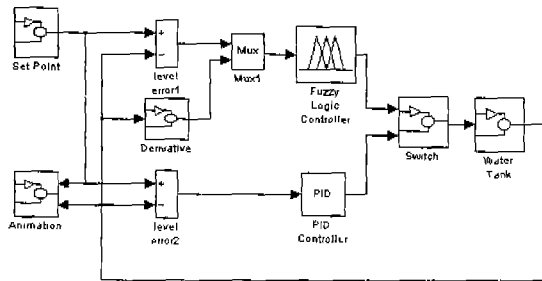 Set Point
+
−
level
error1
Mux
Mux1
Fuzzy
Logic
Controller
Derivative
Switch
Water
Tank
Animation
+
−
level
error2
PID
PID
Controller